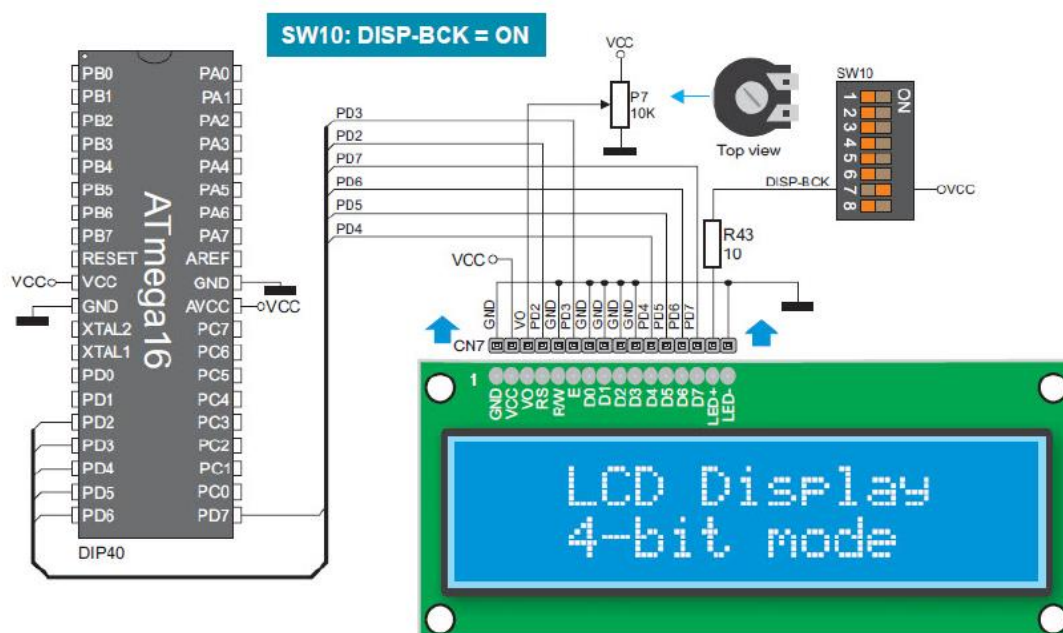 SW10: DISP-BCK = ON
VCC
P7
10K
Top view
SW10
ON
1
2
3
4
5
6
7
8
DISP-BCK
VCC
R43
10
PB0 PA0
PB1 PA1
PB2 PA2
PB3 PA3
PB4 PA4
PB5 PA5
PB6 PA6
PB7 PA7
RESET AREF
VCC VCC GND
GND AVCC VCC
XTAL2 PC7
XTAL1 PC6
PD0 PC5
PD1 PC4
PD2 PC3
PD3 PC2
PD4 PC1
PD5 PC0
PD6 PD7
ATmega16
DIP40
PD3
PD2
PD7
PD6
PD5
PD4
VCC
GND
VO
PD2
GND
PD3
GND
GND
GND
GND
PD4
PD5
PD6
PD7
CN7
1
GND
VCC
VO
RS
R/W
E
D0
D1
D2
D3
D4
D5
D6
D7
LED+
LED-
LCD Display
4-bit mode